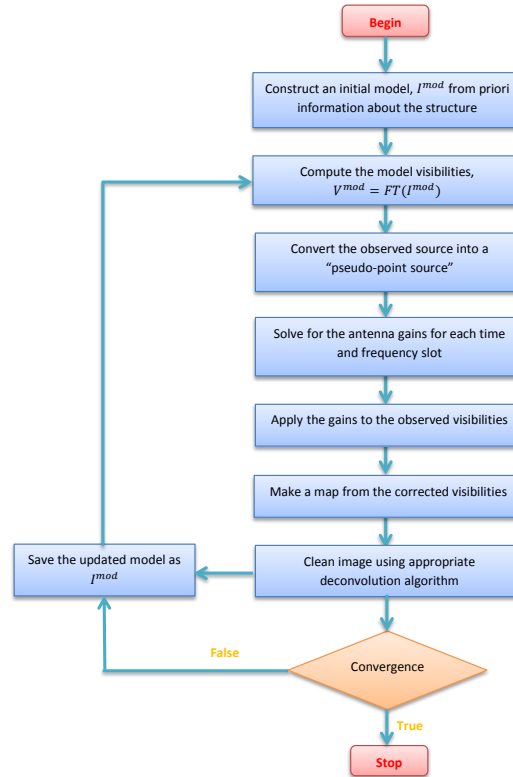 Begin
Construct an initial model, I^{mod} from priori
information about the structure
Compute the model visibilities,
V^{mod} = FT(I^{mod})
Convert the observed source into a
“pseudo-point source”
Solve for the antenna gains for each time
and frequency slot
Apply the gains to the observed visibilities
Make a map from the corrected visibilities
Save the updated model as
I^{mod}
Clean image using appropriate
deconvolution algorithm
False
Convergence
True
Stop